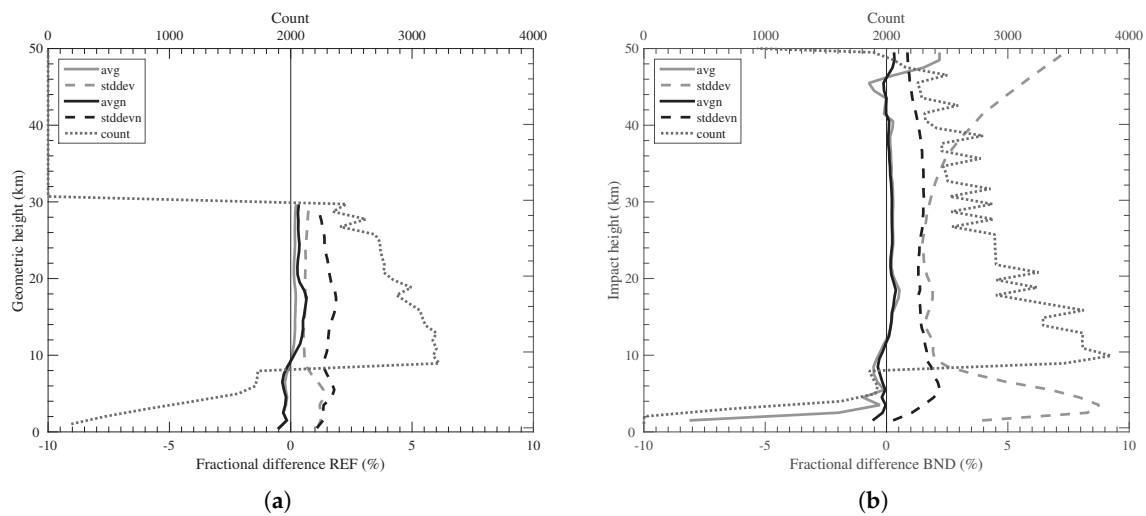 Count
0 1000 2000 3000 4000
50
40
30
20
10
0
Geometric height (km)
avg
stddev
avgn
stddevn
count
-10 -5 0 5 10
Fractional difference REF (%)
(a)
Count
0 1000 2000 3000 4000
50
40
30
20
10
0
Impact height (km)
avg
stddev
avgn
stddevn
count
-10 -5 0 5 10
Fractional difference BND (%)
(b)